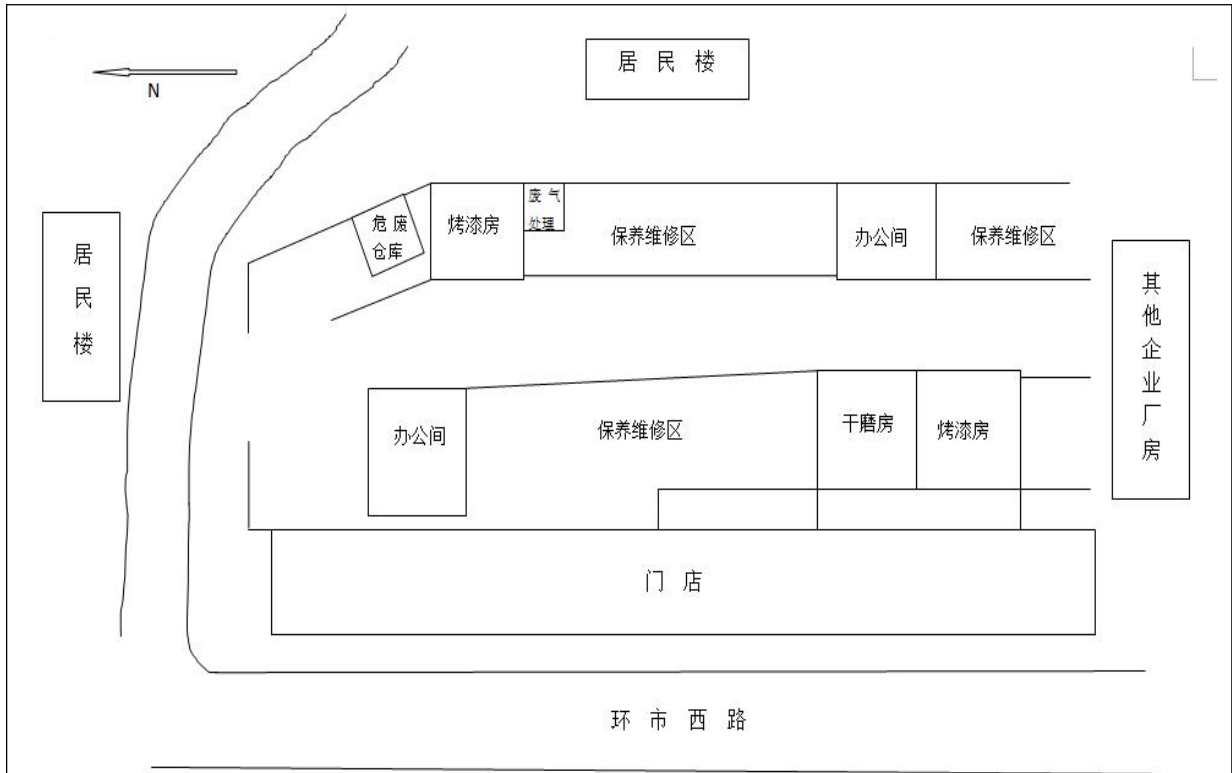 居民楼
N
居
民
楼
危废
仓库
烤漆房
废气
处理
保养维修区
办公间
保养维修区
其
他
企
业
厂
房
办公间
保养维修区
干磨房
烤漆房
门店
环市西路